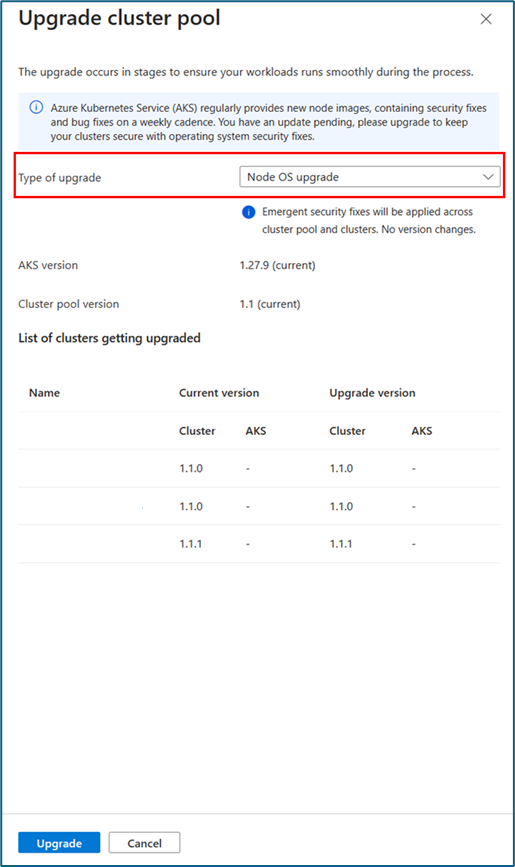 Upgrade cluster pool
The upgrade occurs in stages to ensure your workloads runs smoothly during the process.
Azure Kubernetes Service (AKS) regularly provides new node images, containing security fixes
and bug fixes on a weekly cadence. You have an update pending, please upgrade to keep
your clusters secure with operating system security fixes.
Type of upgrade Node OS upgrade
Emergent security fixes will be applied across
cluster pool and clusters. No version changes.
AKS version 1.27.9 (current)
Cluster pool version 1.1 (current)
List of clusters getting upgraded
Name Current version Upgrade version
Cluster AKS Cluster AKS
1.1.0 - 1.1.0 -
1.1.0 - 1.1.0 -
1.1.1 - 1.1.1 -
Upgrade Cancel